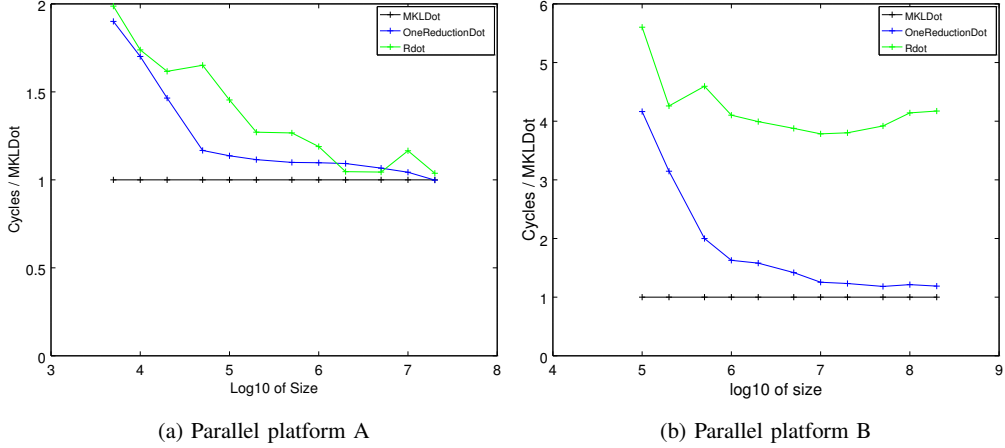 2
1.5
1
0.5
0
3
4
5
6
7
8
Cycles / MKLDot
Log10 of Size
MKLDot
OneReductionDot
Rdot
(a) Parallel platform A
6
5
4
3
2
1
0
4
5
6
7
8
9
Cycles / MKLDot
log10 of size
MKLDot
OneReductionDot
Rdot
(b) Parallel platform B